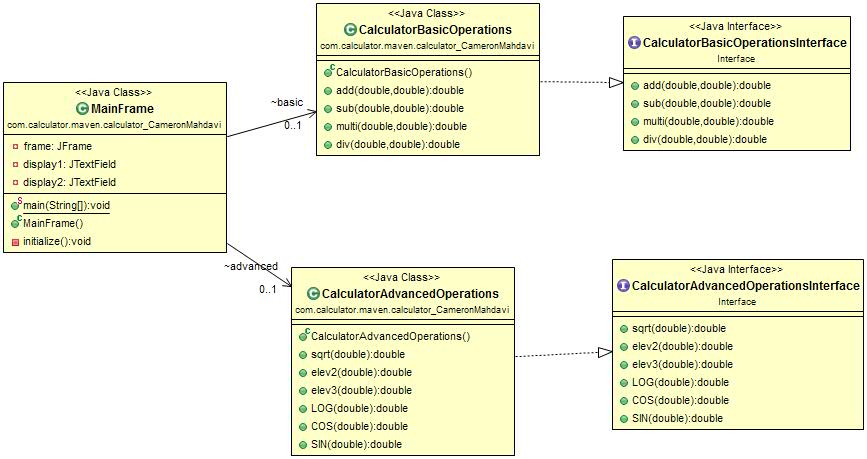 <<Java Class>>
MainFrame
com.calculator.maven.calculator_CameronMahdavi
frame: JFrame
display1: JTextField
display2: JTextField
S
main(String[]):void
C
MainFrame()
initialize():void
~basic
0..1
~advanced
0..1
<<Java Class>>
CalculatorBasicOperations
com.calculator.maven.calculator_CameronMahdavi
C
CalculatorBasicOperations()
add(double,double):double
sub(double,double):double
multi(double,double):double
div(double,double):double
<<Java Interface>>
CalculatorBasicOperationsInterface
Interface
add(double,double):double
sub(double,double):double
multi(double,double):double
div(double,double):double
<<Java Class>>
CalculatorAdvancedOperations
com.calculator.maven.calculator_CameronMahdavi
C
CalculatorAdvancedOperations()
sqrt(double):double
elev2(double):double
elev3(double):double
LOG(double):double
COS(double):double
SIN(double):double
<<Java Interface>>
CalculatorAdvancedOperationsInterface
Interface
sqrt(double):double
elev2(double):double
elev3(double):double
LOG(double):double
COS(double):double
SIN(double):double